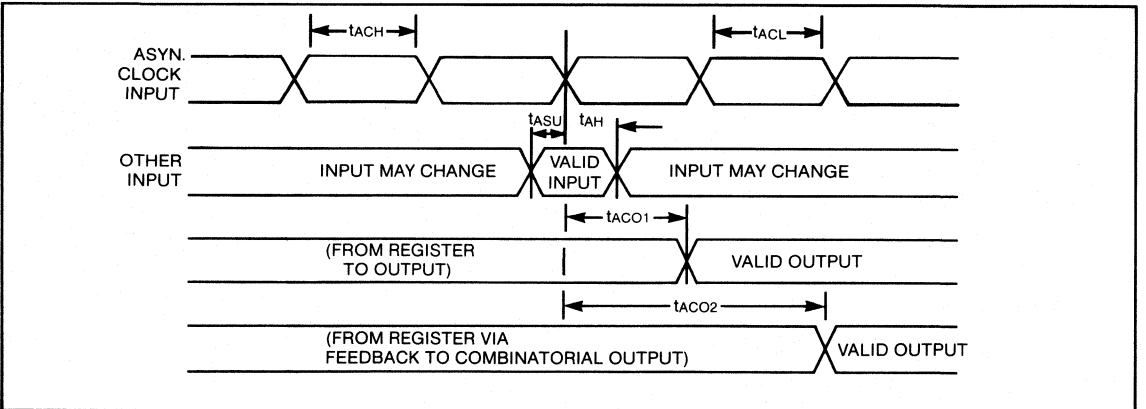 tACH
tACL
ASYN.
CLOCK
INPUT
tASU
tAH
OTHER
INPUT
INPUT MAY CHANGE
VALID
INPUT
INPUT MAY CHANGE
tACO1
(FROM REGISTER
TO OUTPUT)
VALID OUTPUT
tACO2
(FROM REGISTER VIA
FEEDBACK TO COMBINATORIAL OUTPUT)
VALID OUTPUT